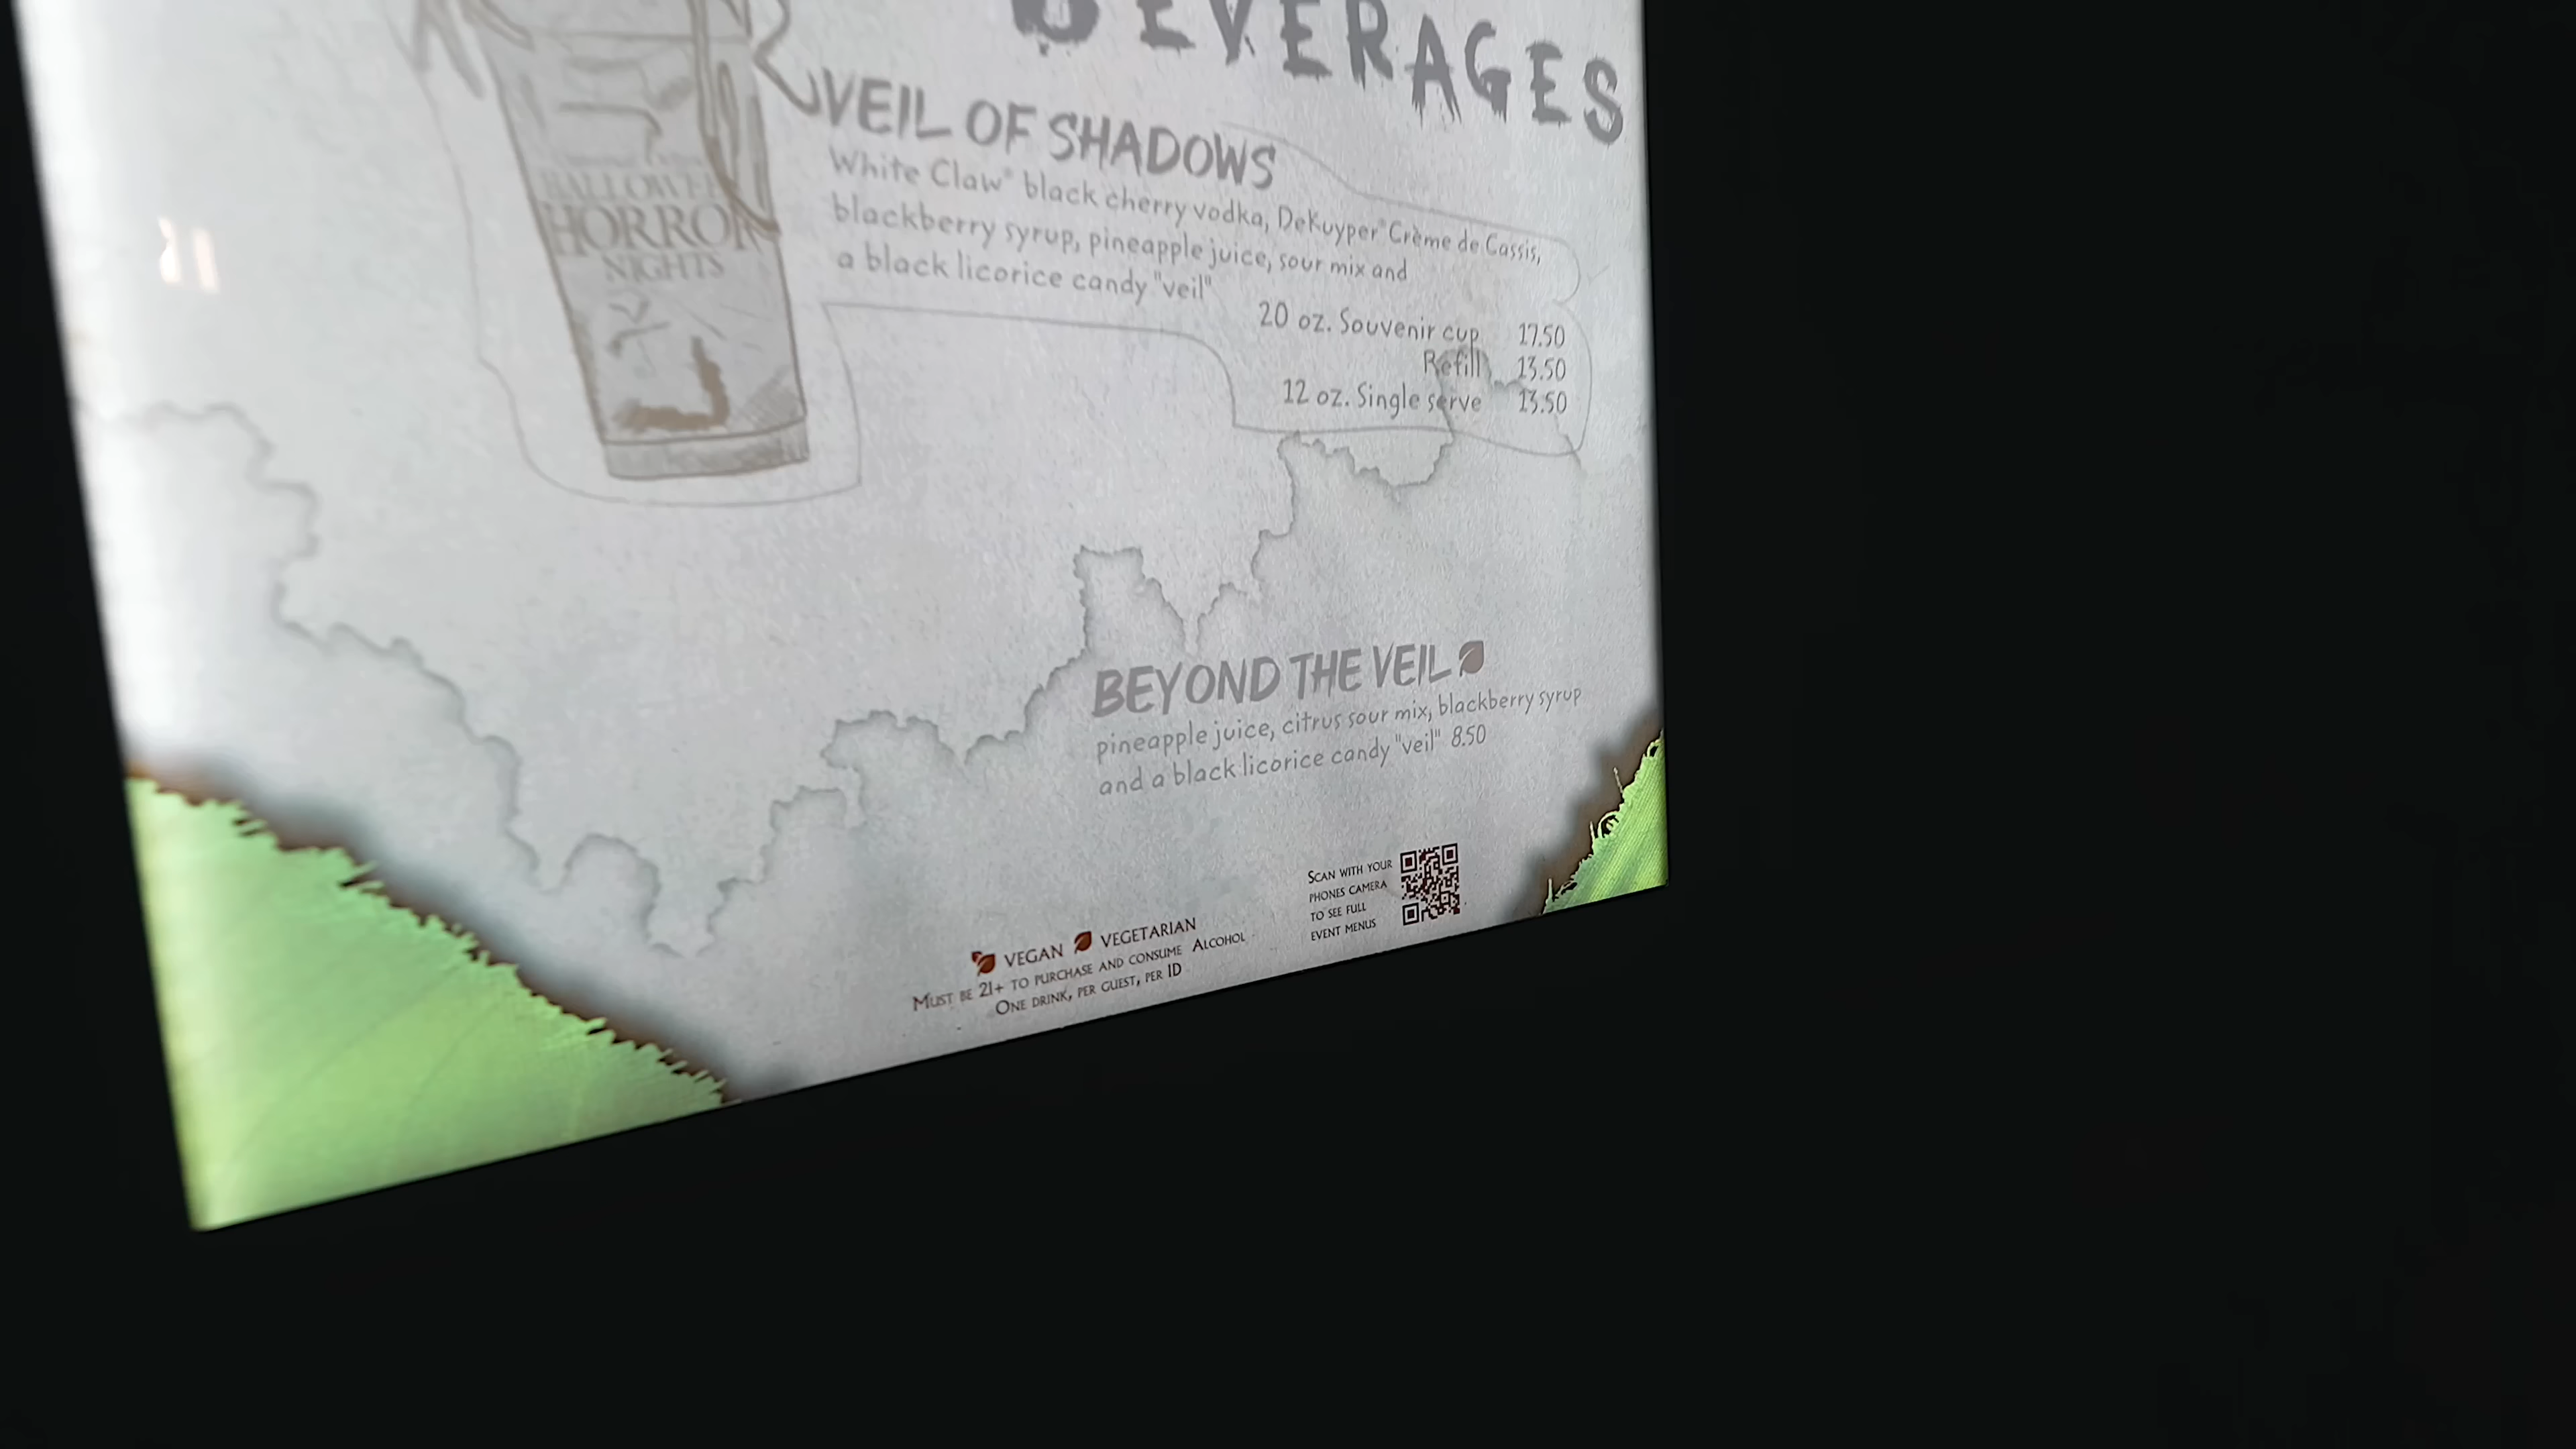 BEVERAGES
VEIL OF SHADOWS
White Claw® black cherry vodka, DeKuyper® Crème de Cassis,
blackberry syrup, pineapple juice, sour mix and
a black licorice candy "veil"
20 oz. Souvenir cup 17.50
Refill 13.50
12 oz. Single serve 13.50
HALLOWEEN
HORROR
NIGHTS
BEYOND THE VEIL
pineapple juice, citrus sour mix, blackberry syrup
and a black licorice candy "veil" 8.50
SCAN WITH YOUR
PHONES CAMERA
TO SEE FULL
EVENT MENUS
VEGAN VEGETARIAN
MUST BE 21+ TO PURCHASE AND CONSUME ALCOHOL
ONE DRINK, PER GUEST, PER ID